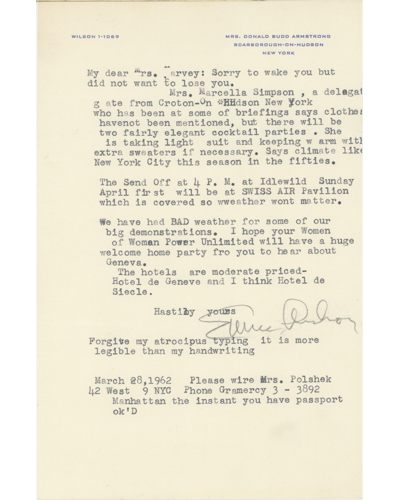 WILSON 1-1069
MRS. DONALD BUDD ARMSTRONG
SCARBOROUGH-ON-HUDSON
NEW YORK
My dear Mrs. Harvey: Sorry to wake you but
did not want to lose you.
Mrs. Marcella Simpson , a delegat
g ate from Croton-On *HHdson New York
who has been at some of briefings says clothes
havenot been mentioned, but there will be
two fairly elegant cocktail parties . She
is taking light suit and keeping w arm with
extra sweaters if necessary. Says climate like
New York City this season in the fifties.
The Send Off at 4 P. M. at Idlewild Sunday
April first will be at SWISS AIR Pavilion
which is covered so wweather wont matter.
We have had BAD weather for some of our
big demonstrations. I hope your Women
of Woman Power Unlimited will have a huge
welcome home party fro you to hear about
Geneva.
The hotels are moderate priced-
Hotel de Geneve and I think Hotel de
Siecle.
Hastily yours
Forgive my atrocipus typing it is more
legible than my handwriting
March 28,1962 Please wire Mrs. Polshek
42 West 9 NYC Phone Gramercy 3 - 3892
Manhattan the instant you have passport
ok'D